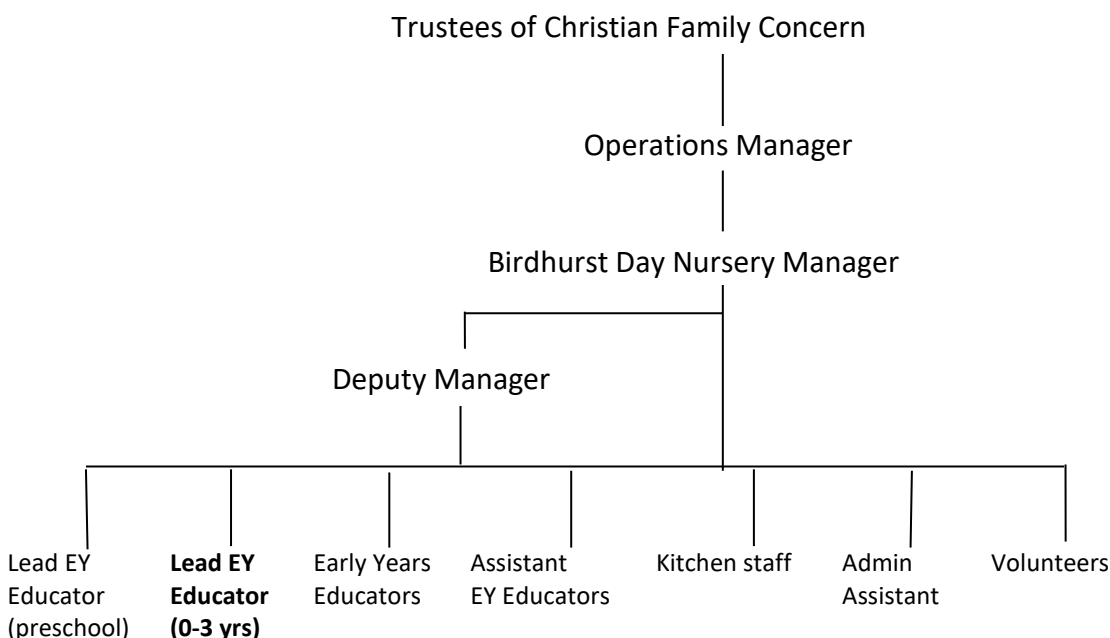 Trustees of Christian Family Concern
Operations Manager
Birdhurst Day Nursery Manager
Deputy Manager
Lead EY
Educator
(preschool)
Lead EY
Educator
(0-3 yrs)
Early Years
Educators
Assistant
EY Educators
Kitchen staff
Admin
Assistant
Volunteers